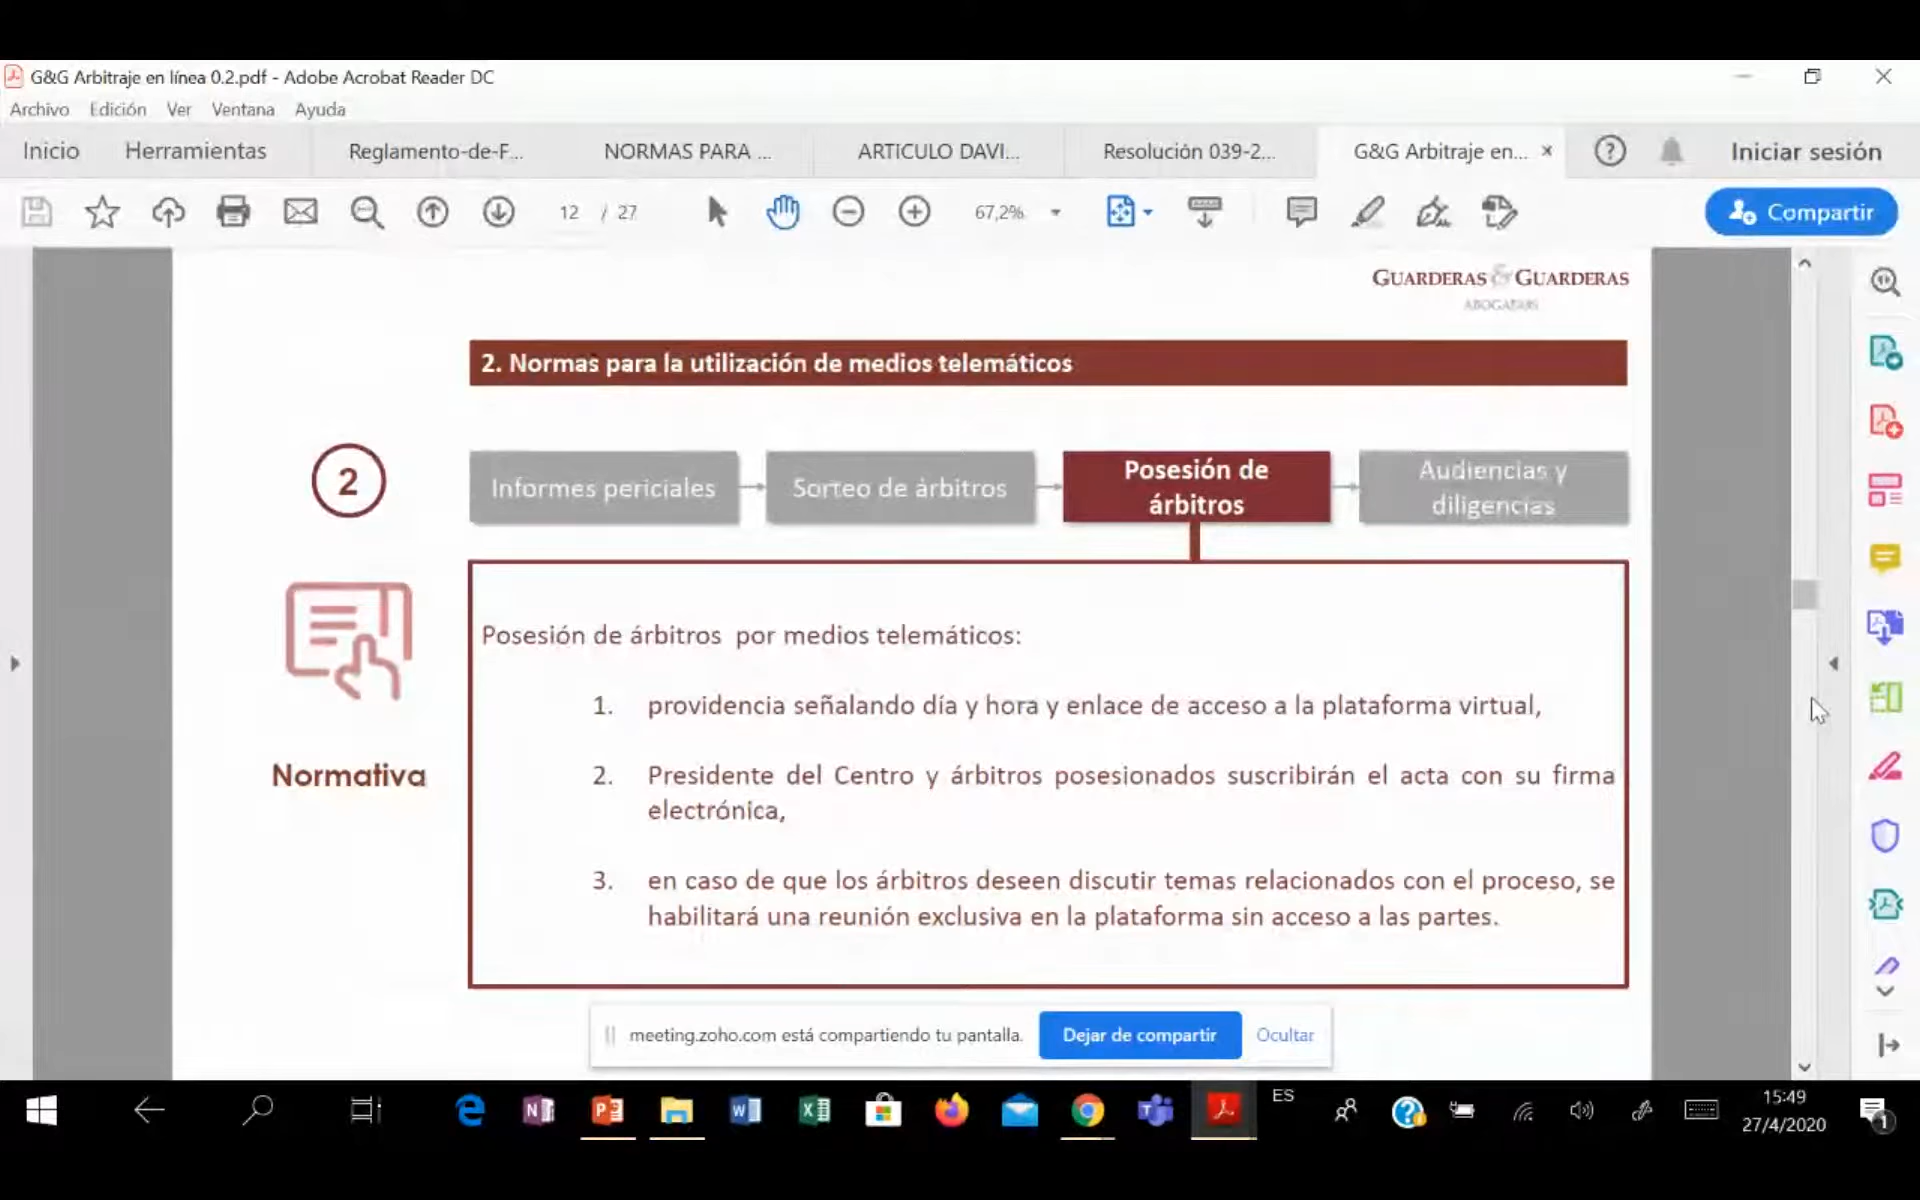 G&G Arbitraje en línea 0.2.pdf - Adobe Acrobat Reader DC
Archivo Edición Ver Ventana Ayuda
Inicio Herramientas Reglamento-de-F... NORMAS PARA ... ARTICULO DAVI... Resolución 039-2... G&G Arbitraje en... × Iniciar sesión
12 / 27 67,2% Compartir
GUARDERAS & GUARDERAS
ABOGADOS
2. Normas para la utilización de medios telemáticos
2
Informes periciales
Sorteo de árbitros
Posesión de
árbitros
Audiencias y
diligencias
Normativa
Posesión de árbitros por medios telemáticos:
1. providencia señalando día y hora y enlace de acceso a la plataforma virtual,
2. Presidente del Centro y árbitros posesionados suscribirán el acta con su firma
electrónica,
3. en caso de que los árbitros deseen discutir temas relacionados con el proceso, se
habilitará una reunión exclusiva en la plataforma sin acceso a las partes.
meeting.zoho.com está compartiendo tu pantalla. Dejar de compartir Ocultar
ES
15:49
27/4/2020
1